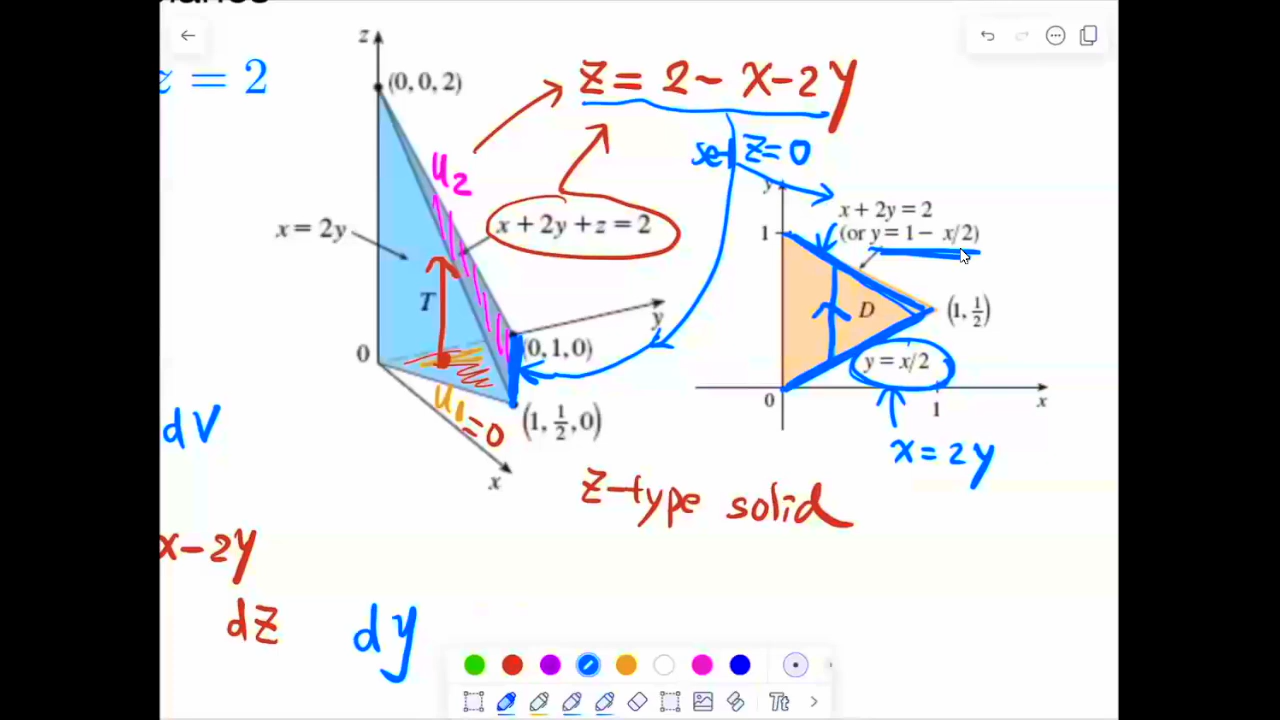 z = 2
z
(0, 0, 2)
z = 2 - x - 2y
set z = 0
u2
x + 2y + z = 2
x = 2y
T
y
0
(0, 1, 0)
u1 = 0
(1, 1/2, 0)
x
y
x + 2y = 2
(or y = 1 − x/2)
1
D
(1, 1/2)
y = x/2
0
1
x
x = 2y
dV
z-type solid
x - 2y
dz dy
Tt